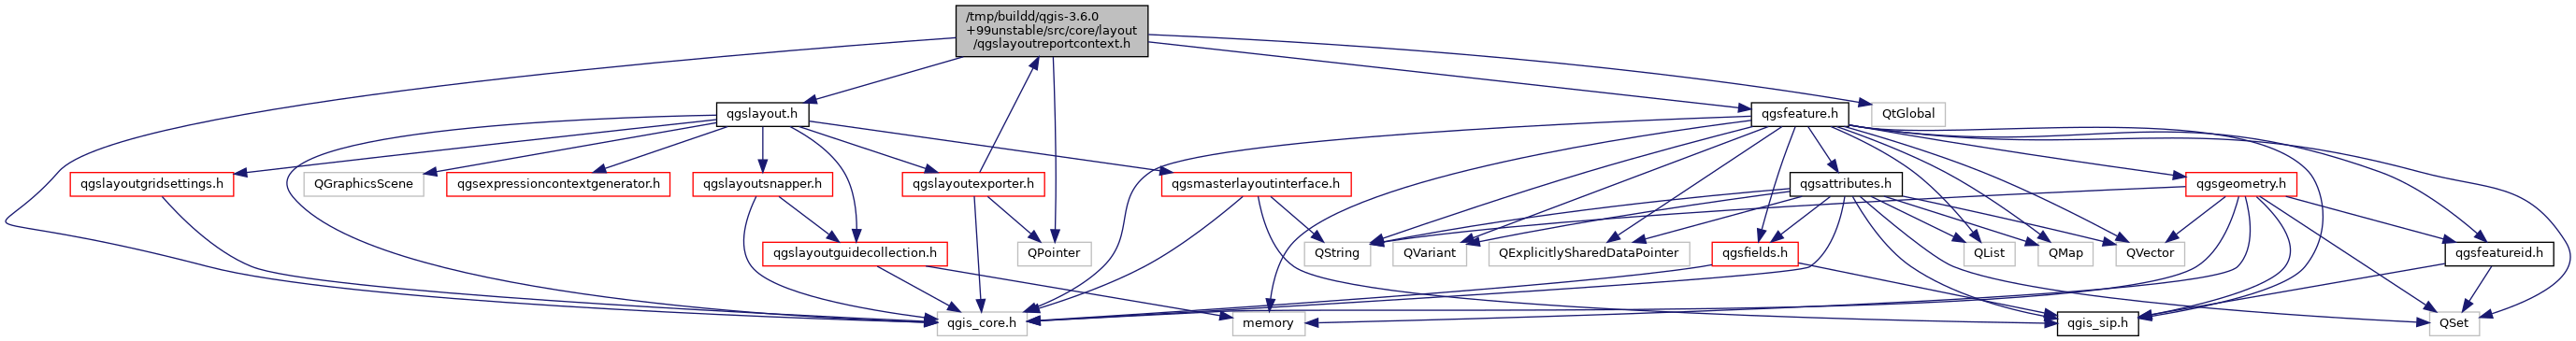 /tmp/buildd/qgis-3.6.0
+99unstable/src/core/layout
/qgslayoutreportcontext.h
qgslayout.h
qgsfeature.h
QtGlobal
qgslayoutgridsettings.h
QGraphicsScene
qgsexpressioncontextgenerator.h
qgslayoutsnapper.h
qgslayoutexporter.h
qgsmasterlayoutinterface.h
qgsattributes.h
qgsgeometry.h
qgslayoutguidecollection.h
QPointer
QString
QVariant
QExplicitlySharedDataPointer
qgsfields.h
QList
QMap
QVector
qgsfeatureid.h
qgis_core.h
memory
qgis_sip.h
QSet